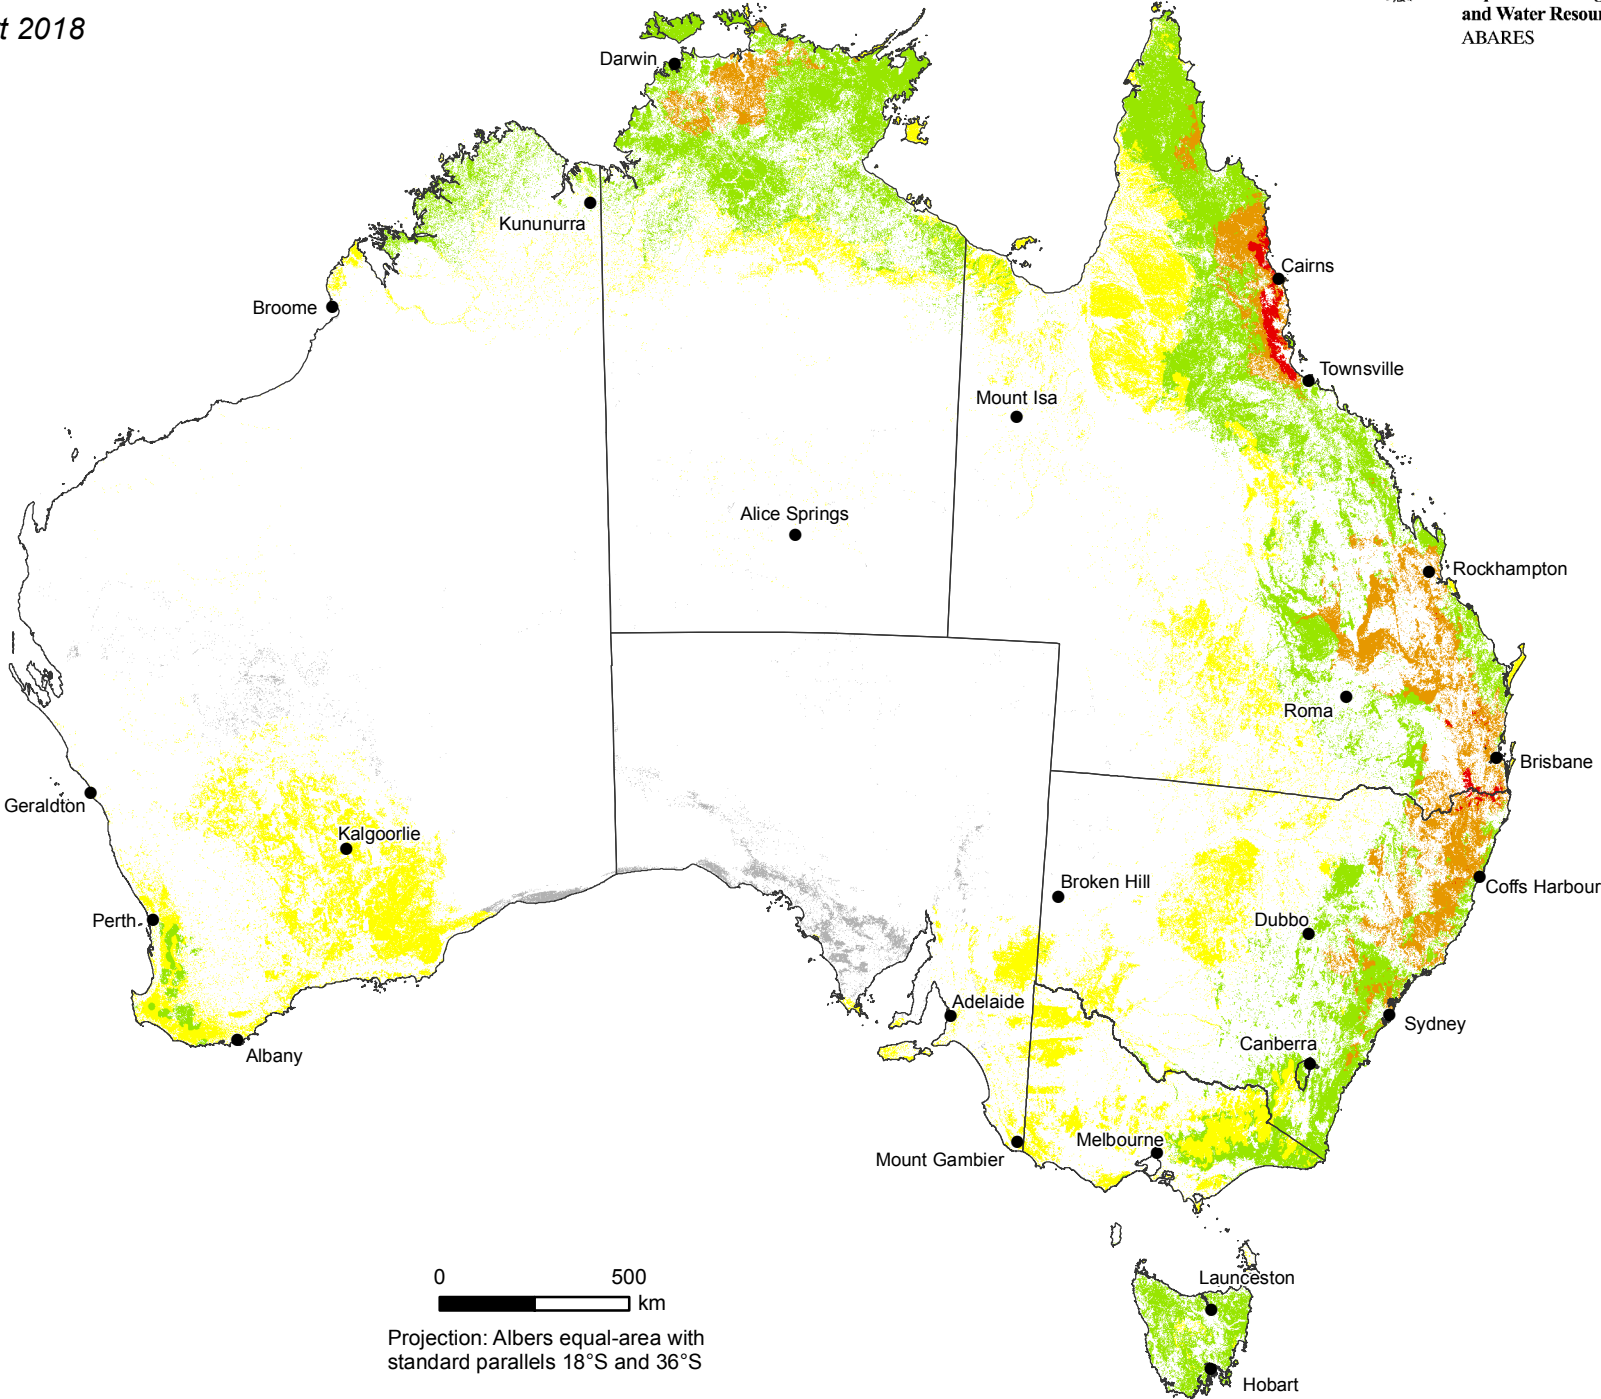 t 2018
and Water Resour
ABARES
Darwin
Kununurra
Broome
Cairns
Townsville
Mount Isa
Alice Springs
Rockhampton
Roma
Brisbane
Geraldton
Kalgoorlie
Broken Hill
Coffs Harbour
Perth
Dubbo
Adelaide
Sydney
Canberra
Albany
Melbourne
Mount Gambier
0 500
km
Launceston
Projection: Albers equal-area with
standard parallels 18°S and 36°S
Hobart